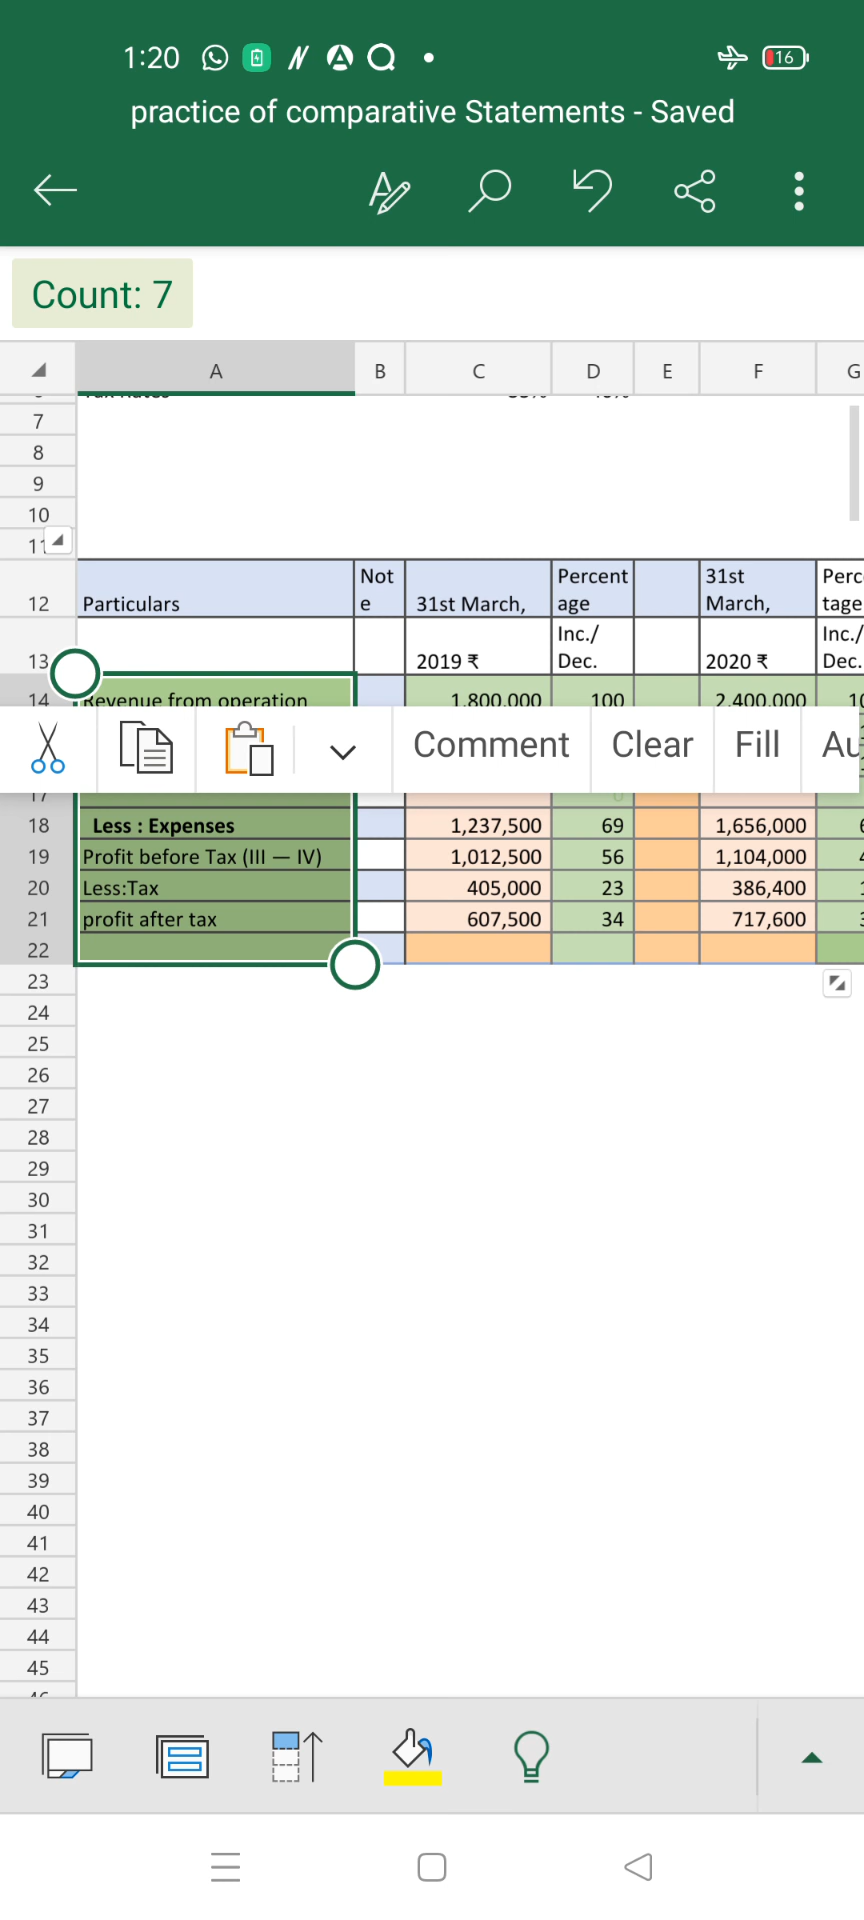 1:20
16
practice of comparative Statements - Saved
Count: 7
A B C D E F G
7
8
9
10
11
12 Particulars Not e 31st March, Percent age 31st March, Perc tage
13 2019 ₹ Inc./ Dec. 2020 ₹ Inc./ Dec.
14 Revenue from operation 1,800,000 100 2,400,000
Comment Clear Fill Au
17
18 Less : Expenses 1,237,500 69 1,656,000
19 Profit before Tax (III — IV) 1,012,500 56 1,104,000
20 Less:Tax 405,000 23 386,400
21 profit after tax 607,500 34 717,600
22
23
24
25
26
27
28
29
30
31
32
33
34
35
36
37
38
39
40
41
42
43
44
45